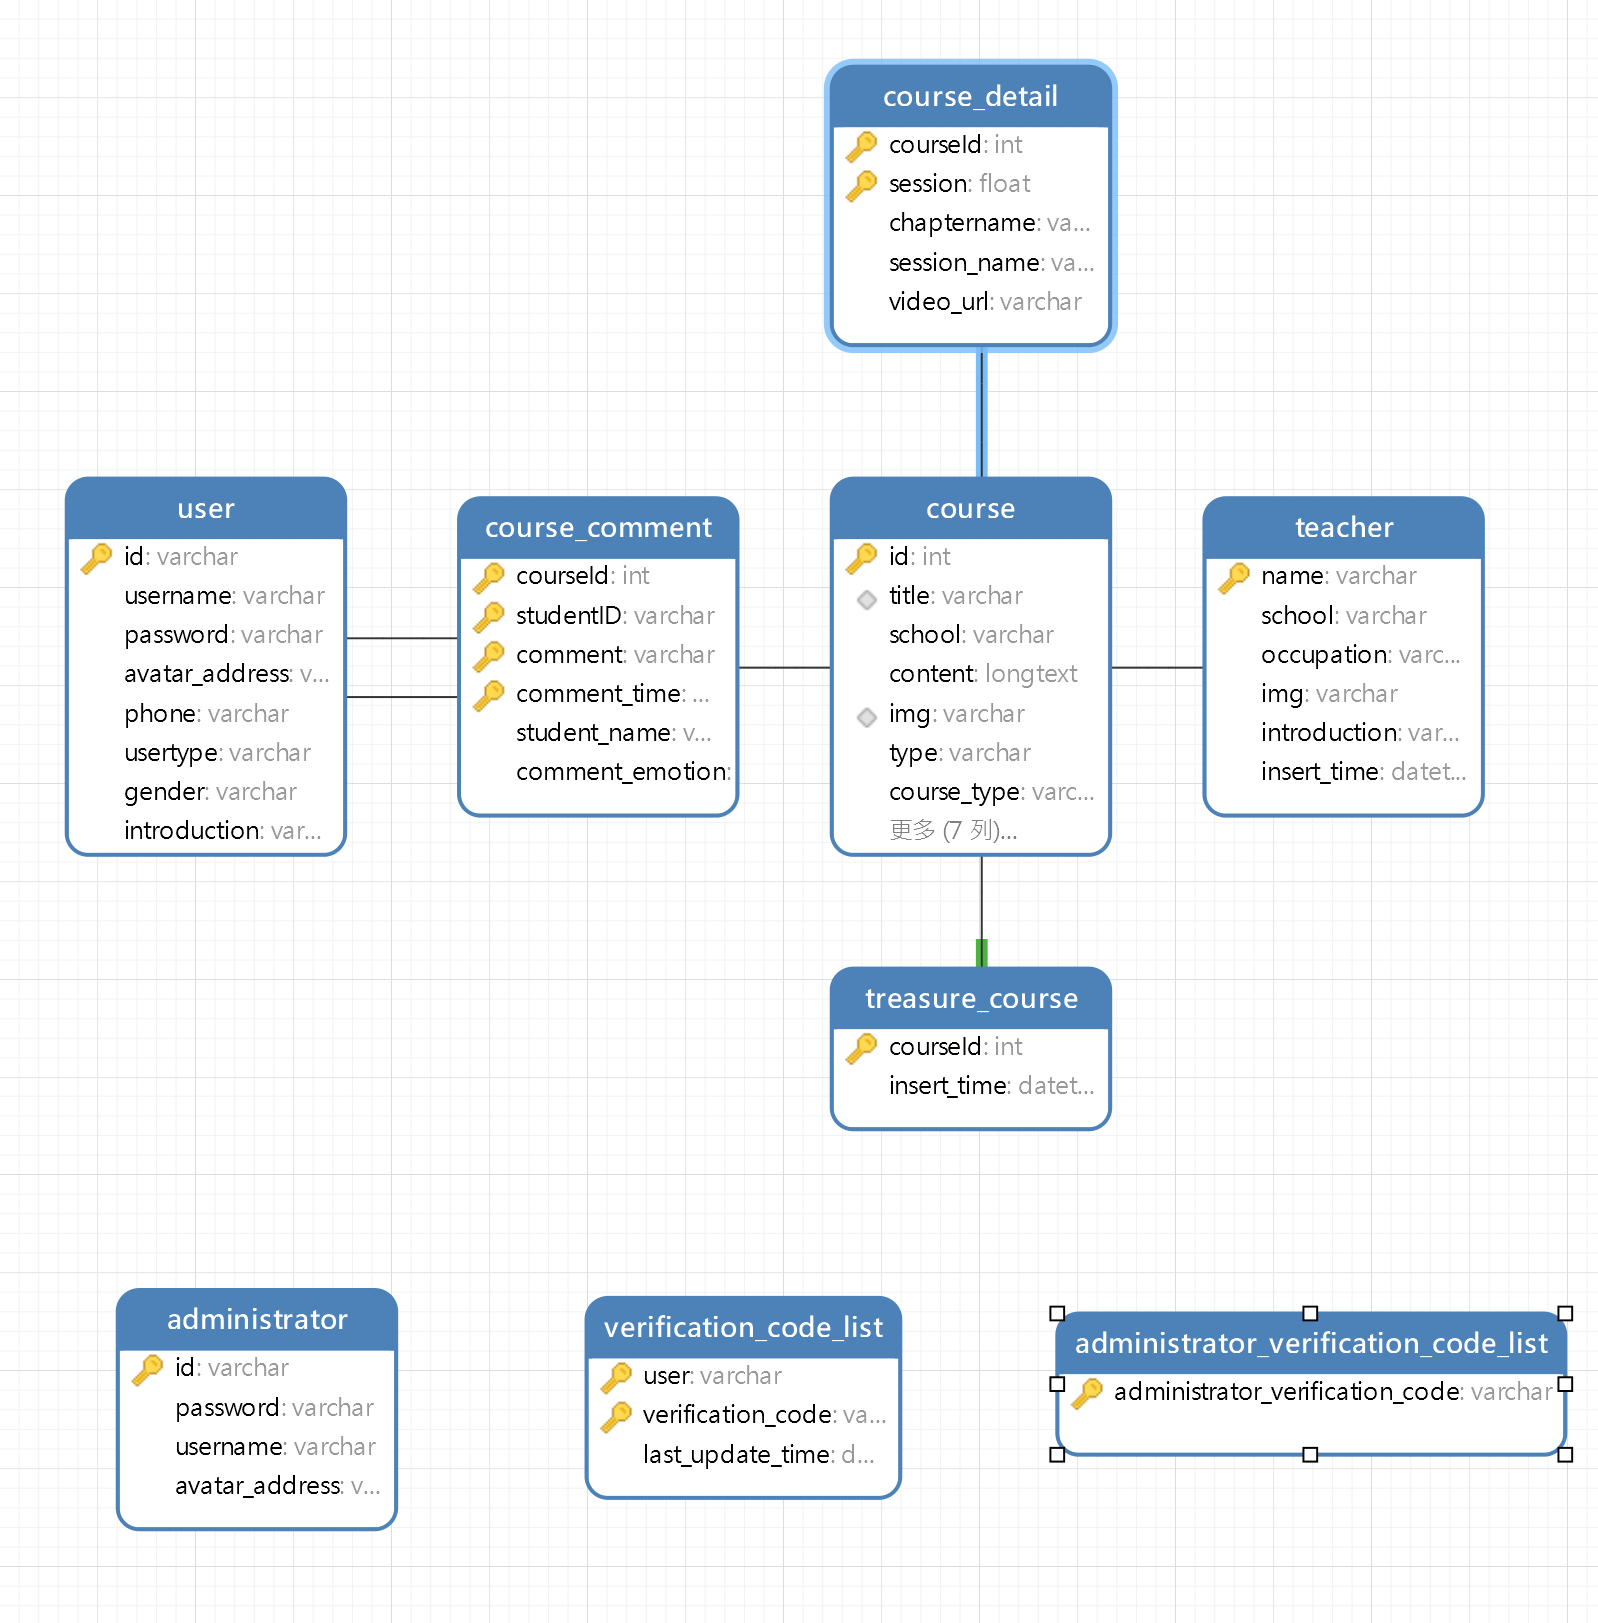 course_detail
courseId: int
session: float
chaptername: va...
session_name: va...
video_url: varchar
user
id: varchar
username: varchar
password: varchar
avatar_address: v...
phone: varchar
usertype: varchar
gender: varchar
introduction: var...
course_comment
courseId: int
studentID: varchar
comment: varchar
comment_time: ...
student_name: v...
comment_emotion:
course
id: int
title: varchar
school: varchar
content: longtext
img: varchar
type: varchar
course_type: varc...
更多 (7 列)...
teacher
name: varchar
school: varchar
occupation: varc...
img: varchar
introduction: var...
insert_time: datet...
treasure_course
courseId: int
insert_time: datet...
administrator
id: varchar
password: varchar
username: varchar
avatar_address: v...
verification_code_list
user: varchar
verification_code: va...
last_update_time: d...
administrator_verification_code_list
administrator_verification_code: varchar